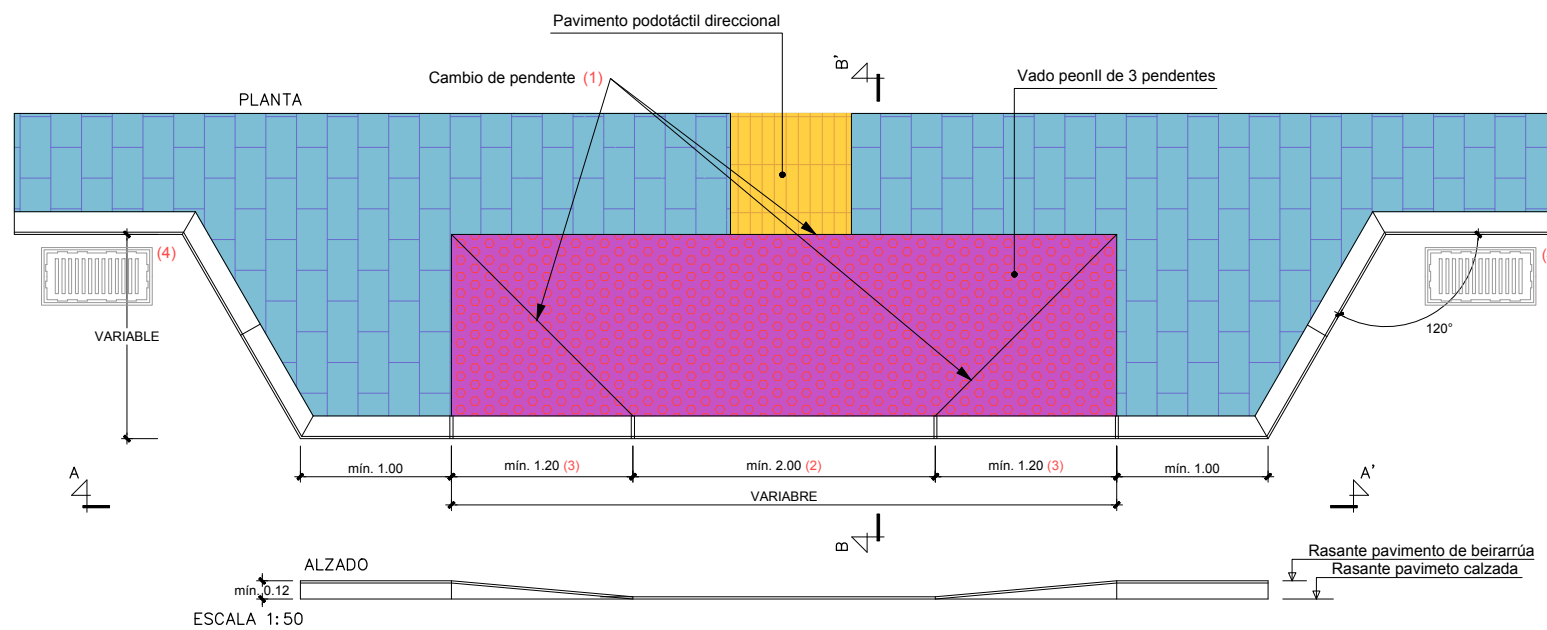 Pavimento podotáctil direccional
Cambio de pendente (1)
B'
Vado peonIl de 3 pendentes
PLANTA
(4)
(
VARIABLE
120°
mín. 1.00
mín. 1.20 (3)
mín. 2.00 (2)
mín. 1.20 (3)
mín. 1.00
A
A'
VARIABRE
B
ALZADO
Rasante pavimento de beirarrúa
Rasante pavimeto calzada
mín. 0.12
ESCALA 1:50